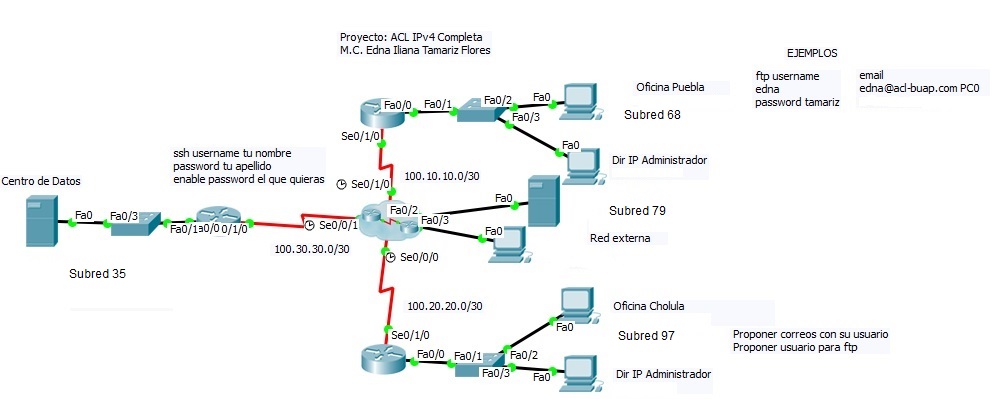 Proyecto: ACL IPv4 Completa
M.C. Edna Iliana Tamariz Flores
EJEMPLOS
ftp username
edna
password tamariz
email
edna@acl-buap.com PC0
Oficina Puebla
Subred 68
Dir IP Administrador
Fa0/0
Fa0/1
Fa0/2
Fa0
Fa0/3
Fa0
Se0/1/0
ssh username tu nombre
password tu apellido
enable password el que quieras
Se0/1/0
100.10.10.0/30
Centro de Datos
Fa0
Fa0/3
Fa0/1
a0/0
0/1/0
Se0/0/1
Fa0/2
Fa0/3
Fa0
Fa0
Subred 79
Red externa
100.30.30.0/30
Subred 35
Se0/0/0
100.20.20.0/30
Se0/1/0
Fa0/0
Fa0/1
Fa0/2
Fa0/3
Fa0
Fa0
Oficina Cholula
Subred 97
Dir IP Administrador
Proponer correos con su usuario
Proponer usuario para ftp